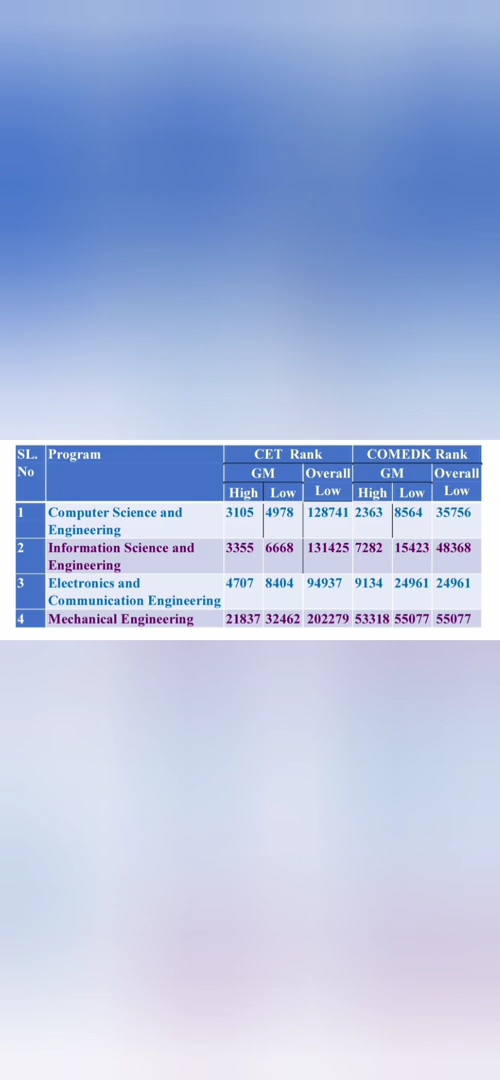 SL. No Program CET Rank COMEDK Rank
GM Overall Low GM Overall Low
High Low High Low
1 Computer Science and Engineering 3105 4978 128741 2363 8564 35756
2 Information Science and Engineering 3355 6668 131425 7282 15423 48368
3 Electronics and Communication Engineering 4707 8404 94937 9134 24961 24961
4 Mechanical Engineering 21837 32462 202279 53318 55077 55077